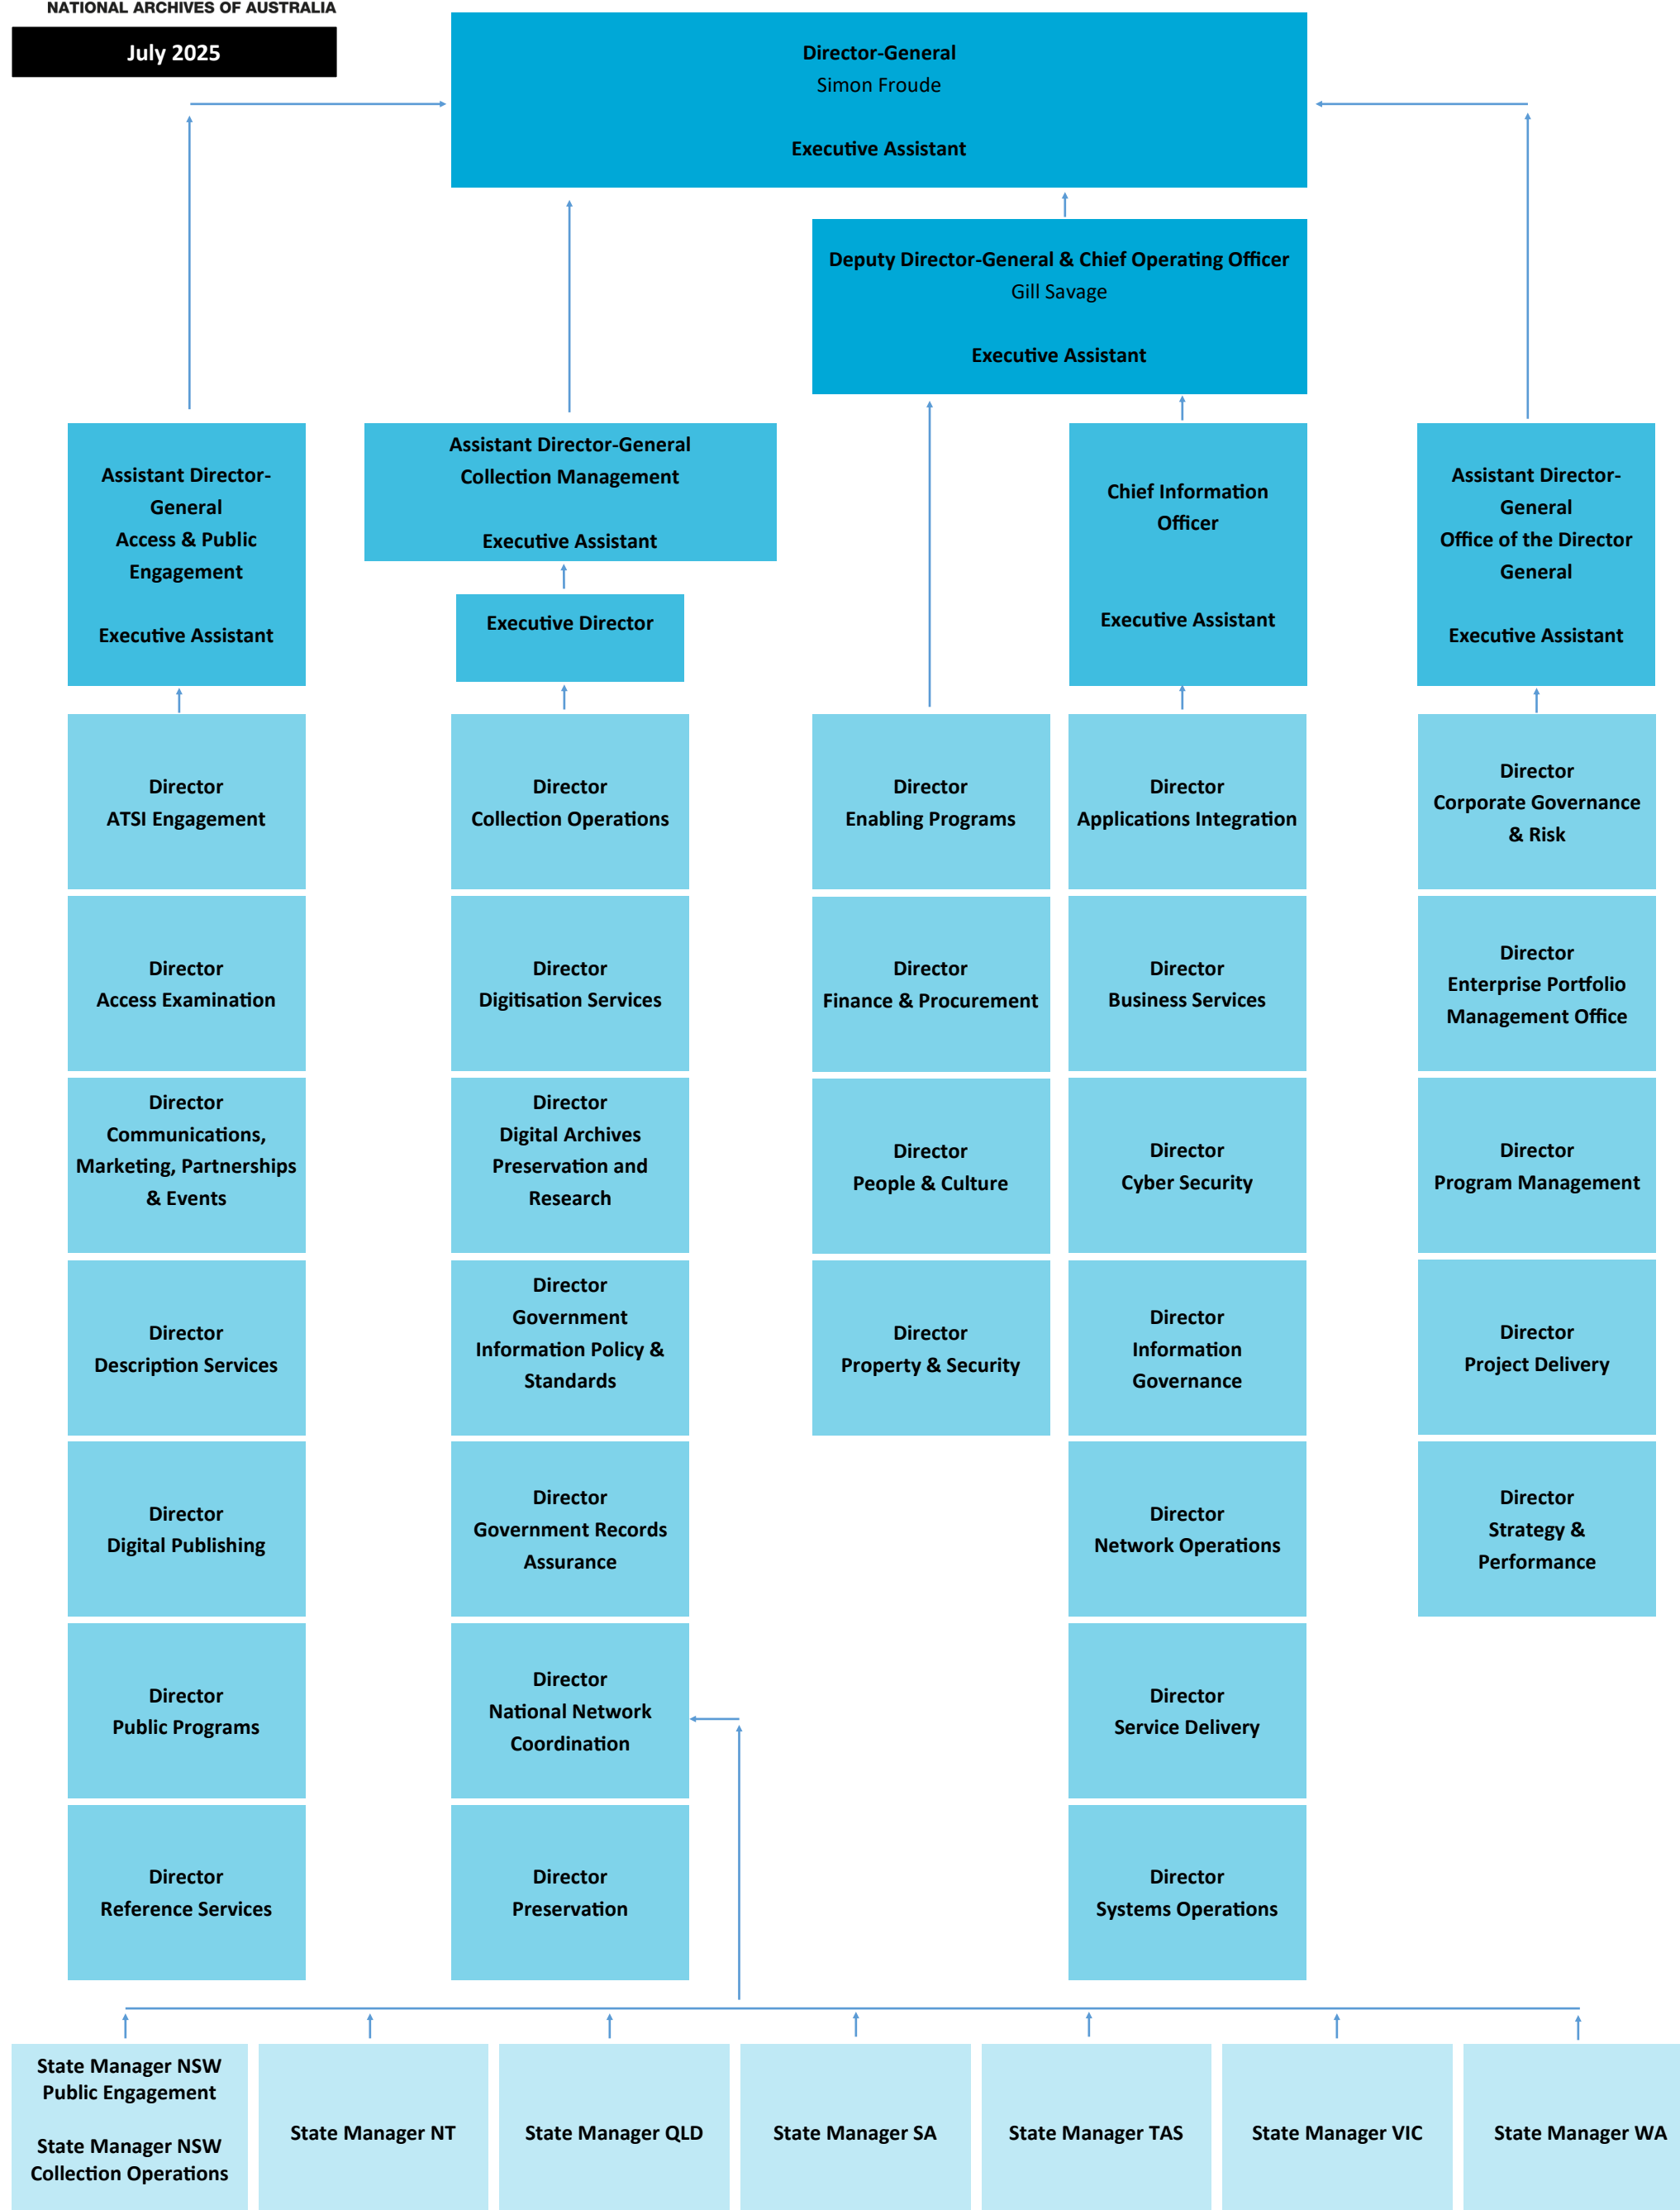 NATIONAL ARCHIVES OF AUSTRALIA
July 2025
Director-General
Simon Froude
Executive Assistant
Deputy Director-General & Chief Operating Officer
Gill Savage
Executive Assistant
Assistant Director-
General
Access & Public
Engagement
Executive Assistant
Assistant Director-General
Collection Management
Executive Assistant
Executive Director
Chief Information
Officer
Executive Assistant
Assistant Director-
General
Office of the Director
General
Executive Assistant
Director
ATSI Engagement
Director
Access Examination
Director
Communications,
Marketing, Partnerships
& Events
Director
Description Services
Director
Digital Publishing
Director
Public Programs
Director
Reference Services
Director
Collection Operations
Director
Digitisation Services
Director
Digital Archives
Preservation and
Research
Director
Government
Information Policy &
Standards
Director
Government Records
Assurance
Director
National Network
Coordination
Director
Preservation
Director
Enabling Programs
Director
Finance & Procurement
Director
People & Culture
Director
Property & Security
Director
Applications Integration
Director
Business Services
Director
Cyber Security
Director
Information
Governance
Director
Network Operations
Director
Service Delivery
Director
Systems Operations
Director
Corporate Governance
& Risk
Director
Enterprise Portfolio
Management Office
Director
Program Management
Director
Project Delivery
Director
Strategy &
Performance
State Manager NSW
Public Engagement
State Manager NSW
Collection Operations
State Manager NT
State Manager QLD
State Manager SA
State Manager TAS
State Manager VIC
State Manager WA